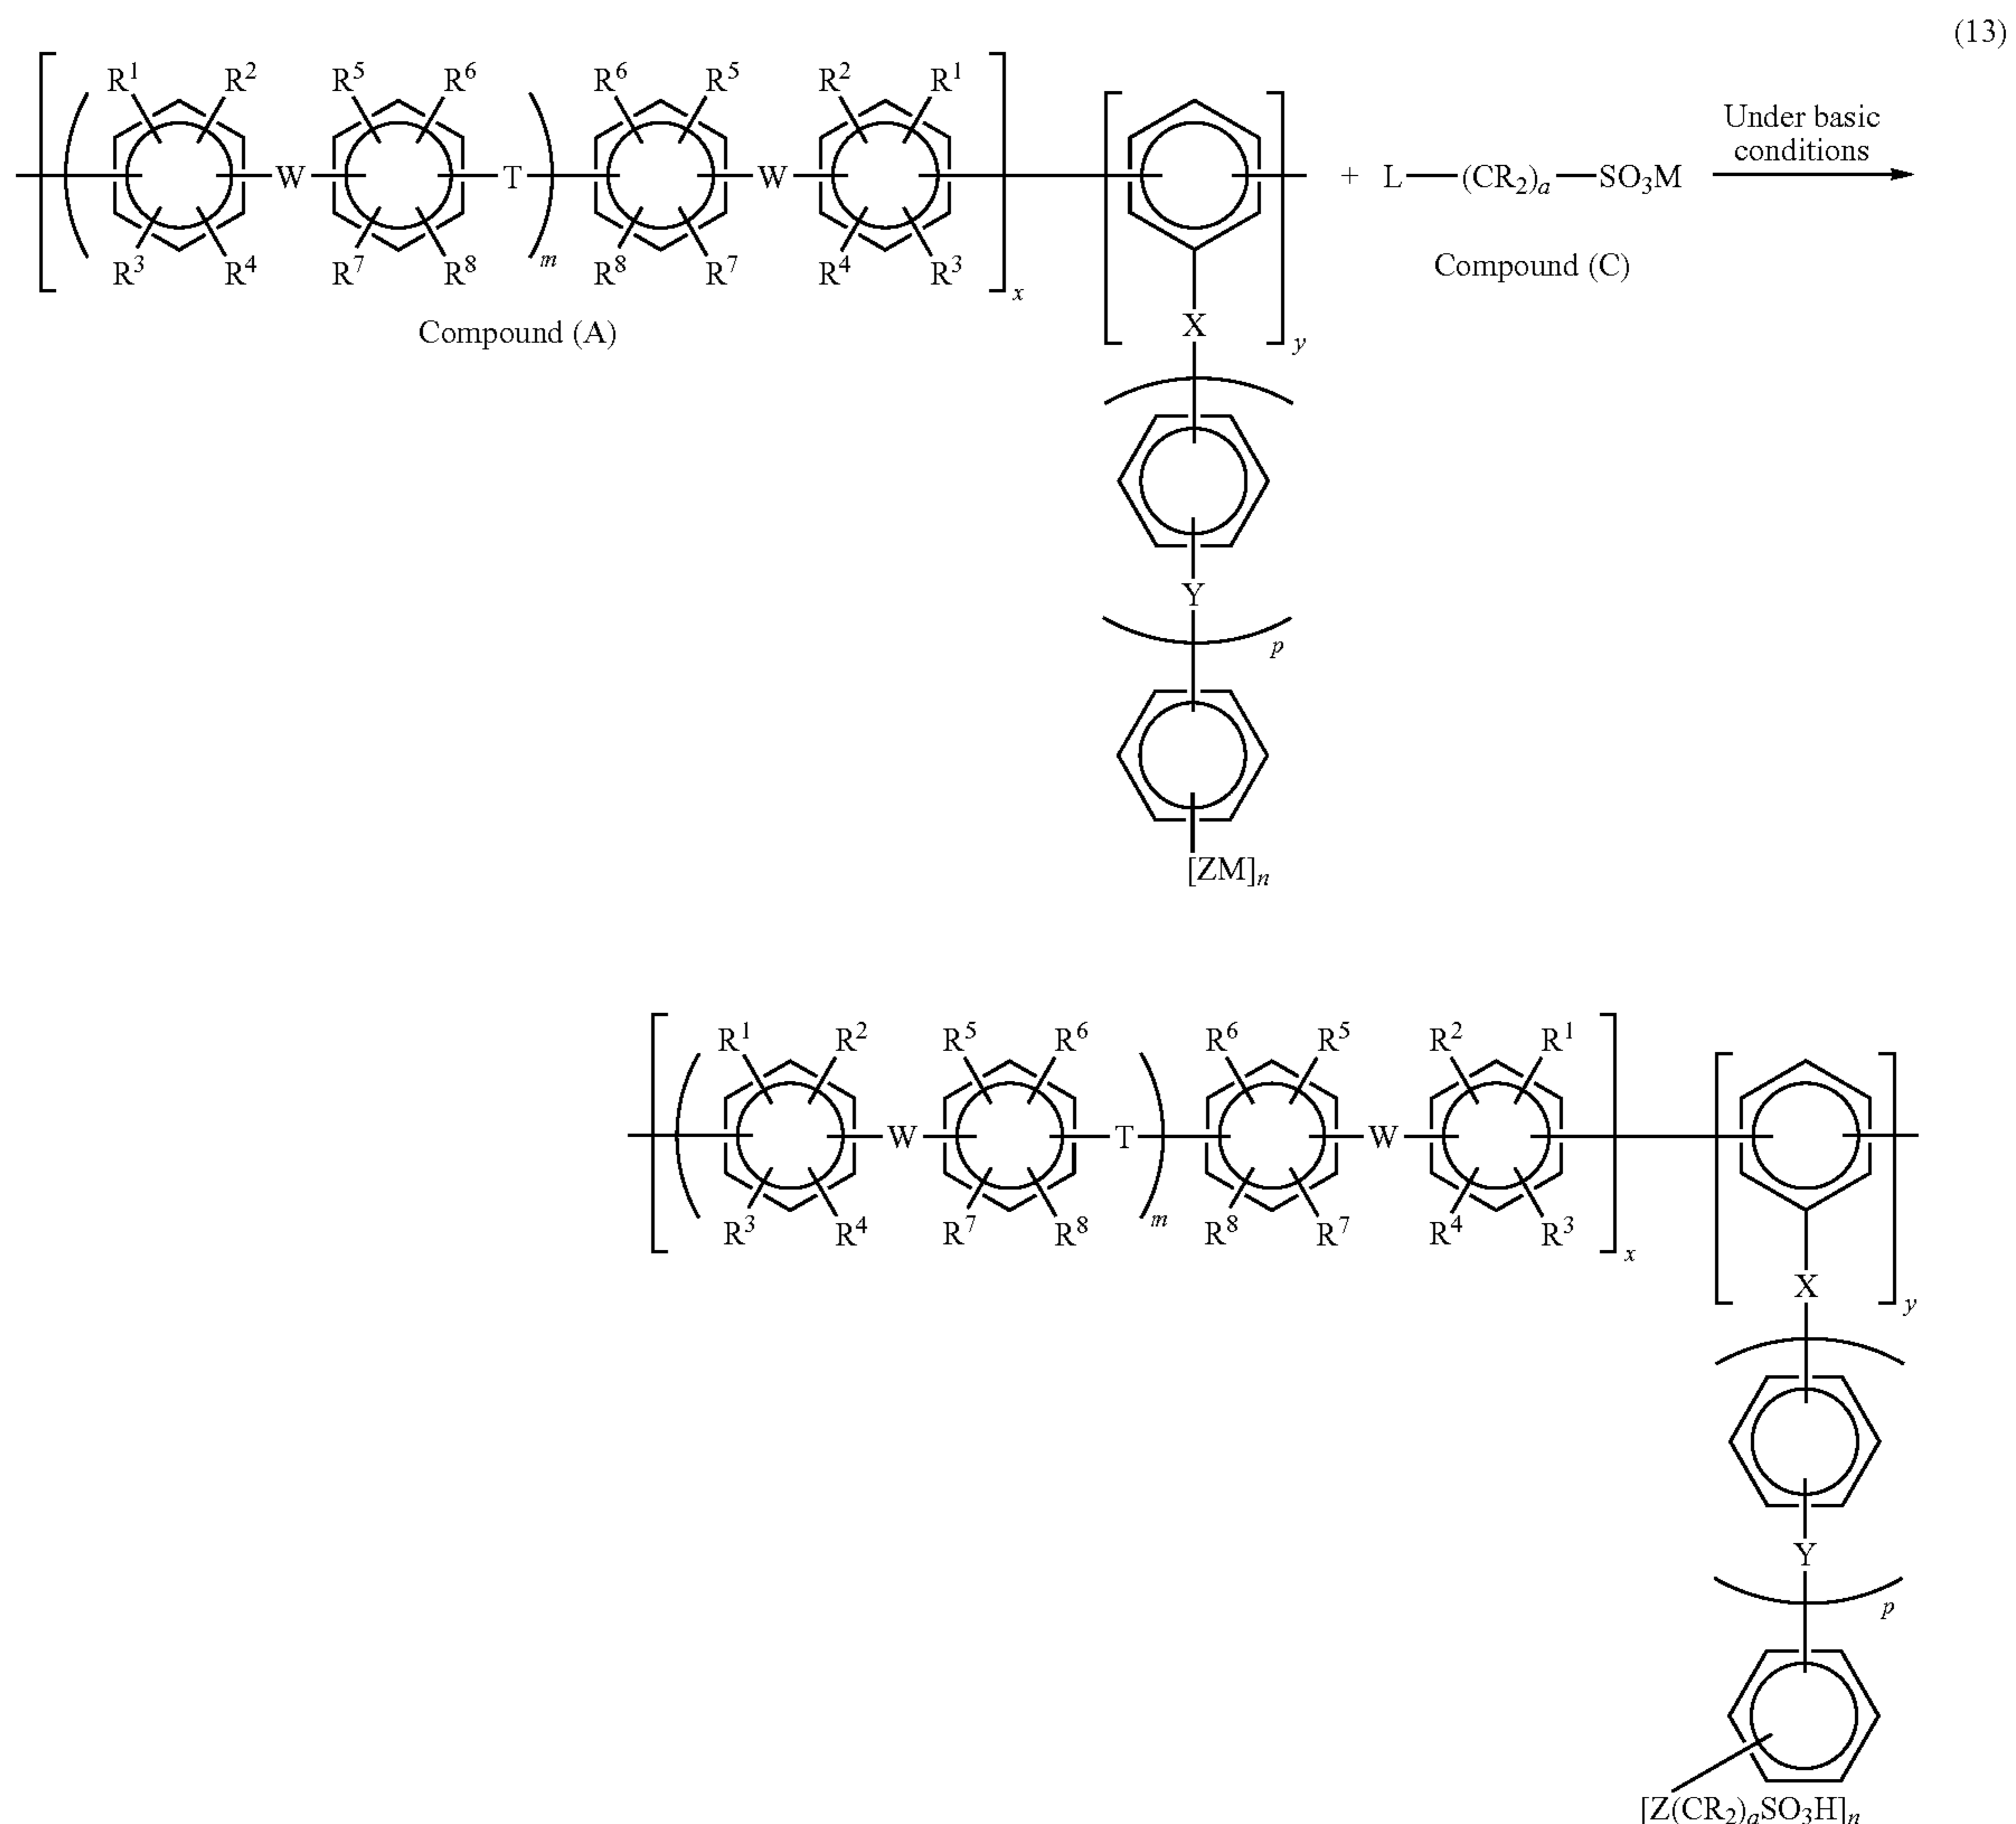 (13)
R¹ R² R⁵ R⁶ R⁶ R⁵ R² R¹
W T W
R³ R⁴ R⁷ R⁸ m R⁸ R⁷ R⁴ R³ x
+ L—(CR₂)ₐ—SO₃M
Under basic
conditions
Compound (A)
Compound (C)
X y
Y
p
[ZM]ₙ
R¹ R² R⁵ R⁶ R⁶ R⁵ R² R¹
W T W
R³ R⁴ R⁷ R⁸ m R⁸ R⁷ R⁴ R³ x
X y
Y
p
[Z(CR₂)ₐSO₃H]ₙ